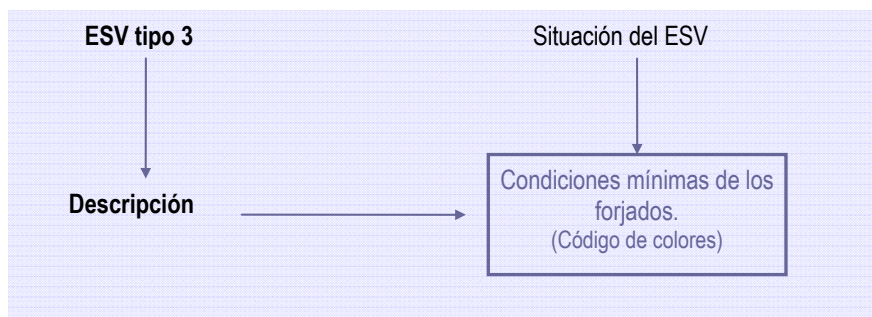 ESV tipo 3
Situación del ESV
Descripción
Condiciones mínimas de los
forjados.
(Código de colores)